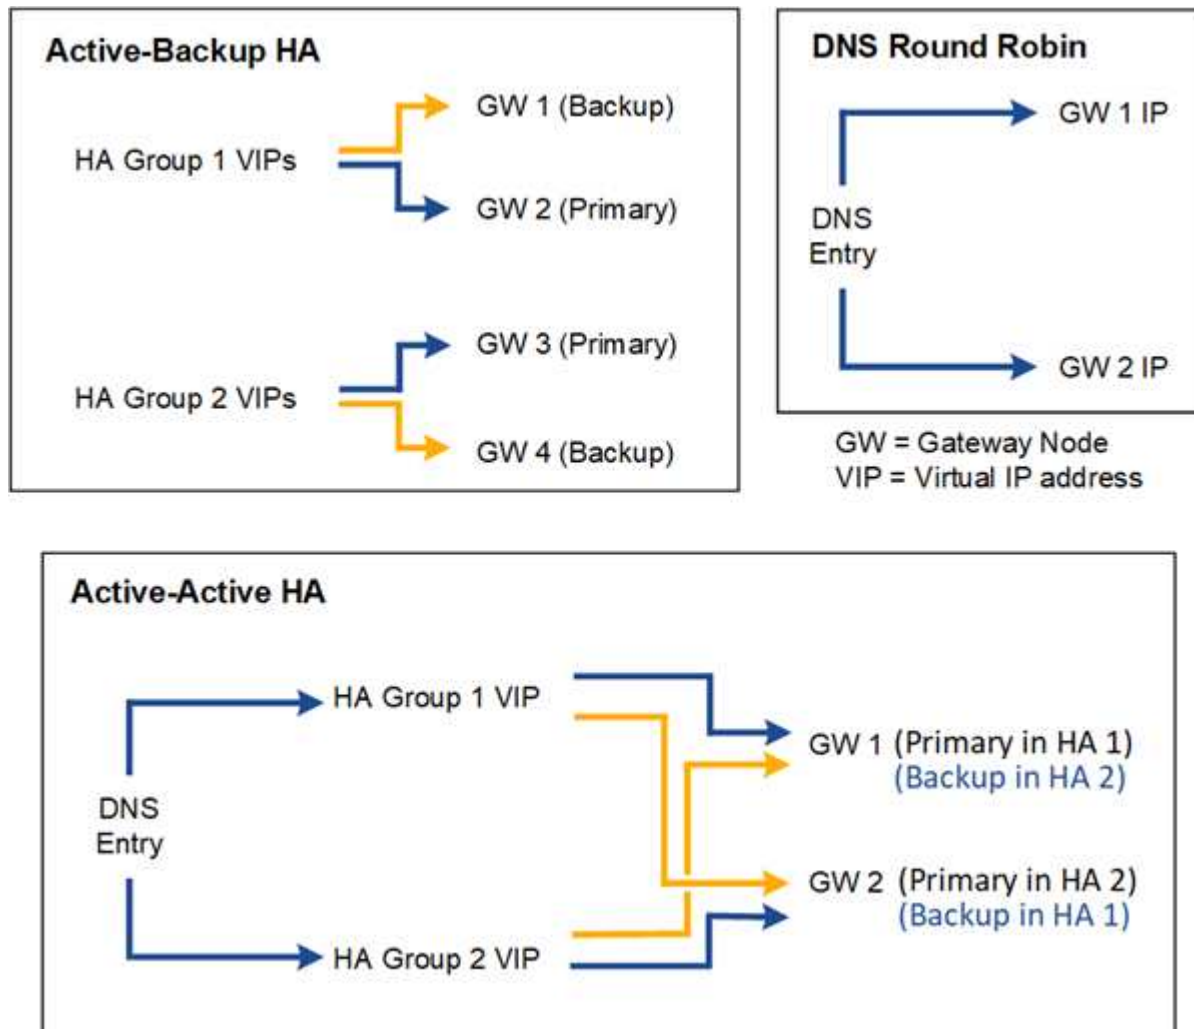 Active-Backup HA
GW 1 (Backup)
HA Group 1 VIPs
GW 2 (Primary)
GW 3 (Primary)
HA Group 2 VIPs
GW 4 (Backup)
DNS Round Robin
GW 1 IP
DNS
Entry
GW 2 IP
GW = Gateway Node
VIP = Virtual IP address
Active-Active HA
HA Group 1 VIP
GW 1 (Primary in HA 1)
(Backup in HA 2)
DNS
Entry
GW 2 (Primary in HA 2)
(Backup in HA 1)
HA Group 2 VIP